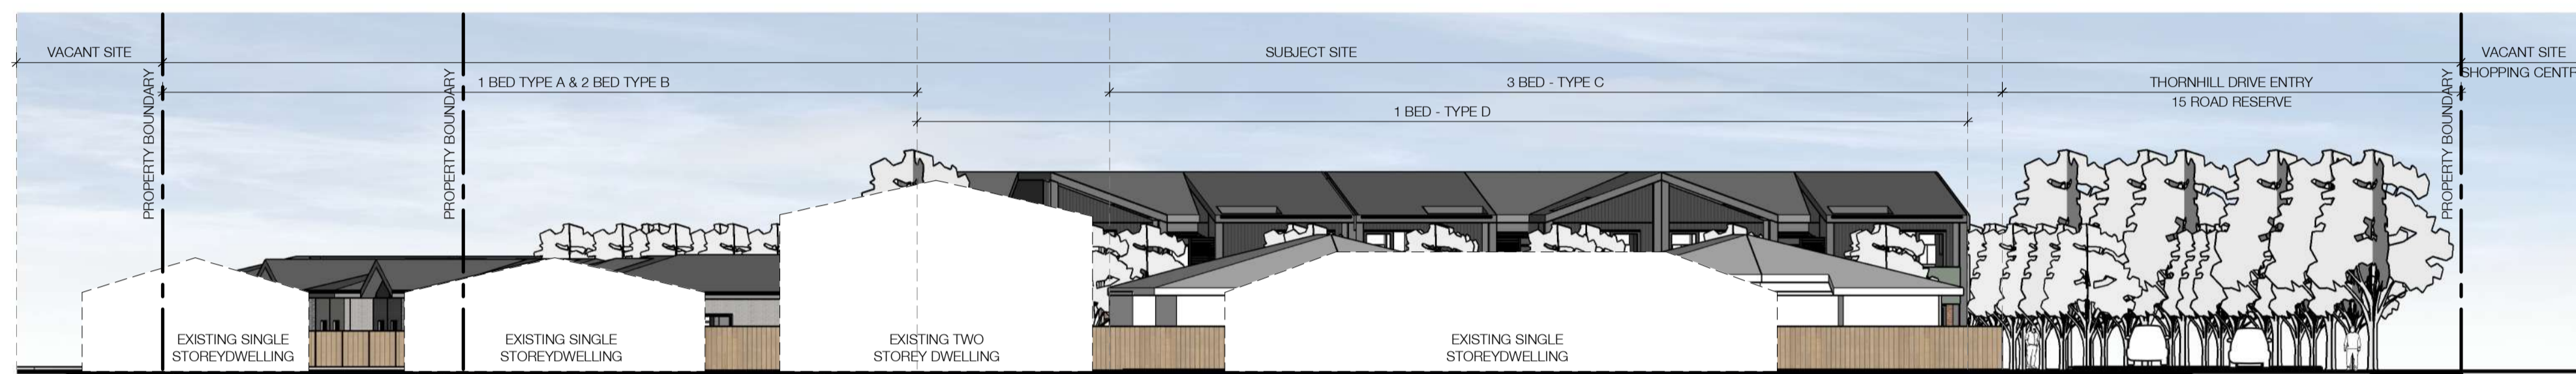 VACANT SITE
SUBJECT SITE
VACANT SITE
SHOPPING CENTR
1 BED TYPE A & 2 BED TYPE B
3 BED - TYPE C
THORNHILL DRIVE ENTRY
15 ROAD RESERVE
1 BED - TYPE D
PROPERTY BOUNDARY
PROPERTY BOUNDARY
PROPERTY BOUNDARY
EXISTING SINGLE
STOREYDWELLING
EXISTING SINGLE
STOREYDWELLING
EXISTING TWO
STOREY DWELLING
EXISTING SINGLE
STOREYDWELLING